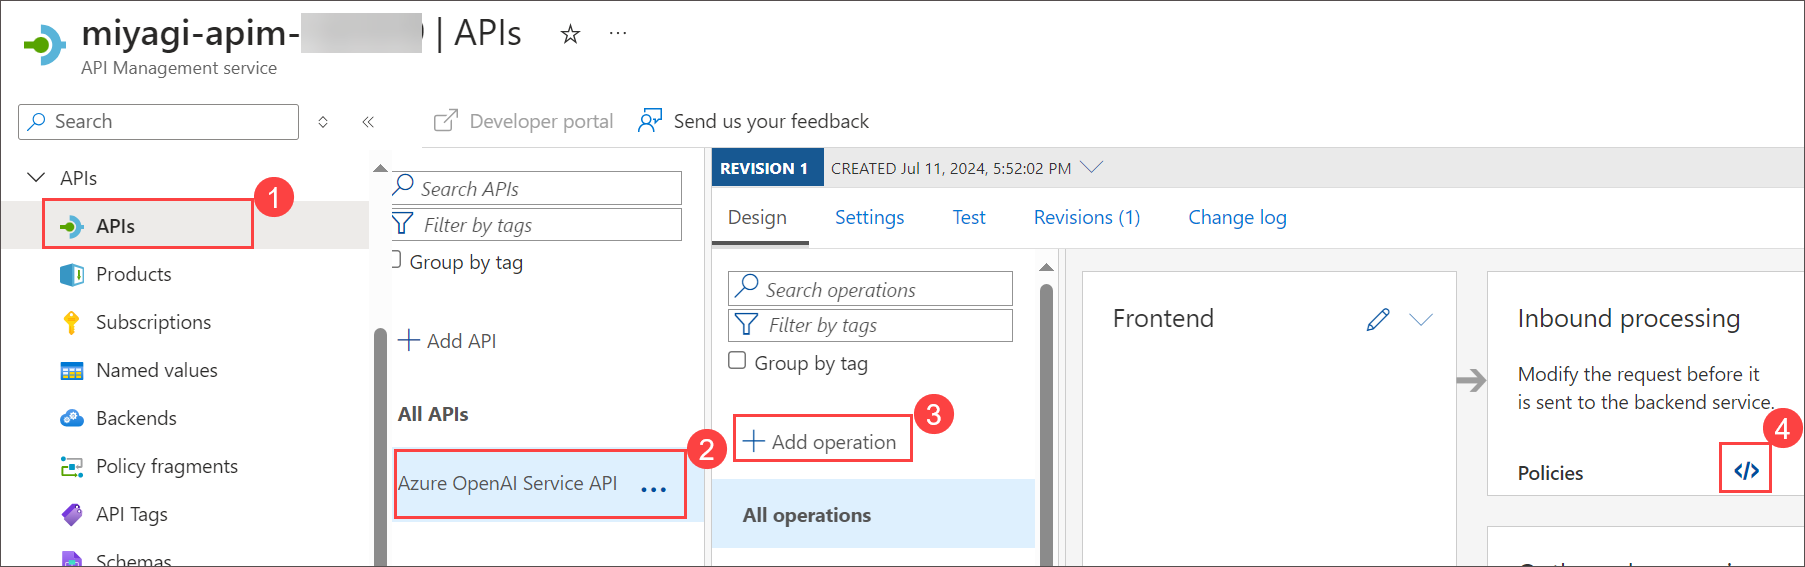 miyagi-apim- | APIs
API Management service
Search
Developer portal
Send us your feedback
APIs
APIs
1
Products
Subscriptions
Named values
Backends
Policy fragments
API Tags
Schemas
Search APIs
Filter by tags
Group by tag
Add API
All APIs
2
Azure OpenAI Service API
REVISION 1 CREATED Jul 11, 2024, 5:52:02 PM
Design Settings Test Revisions (1) Change log
Search operations
Filter by tags
Group by tag
3
Add operation
All operations
Frontend
Inbound processing
Modify the request before it
is sent to the backend service.
4
Policies </>